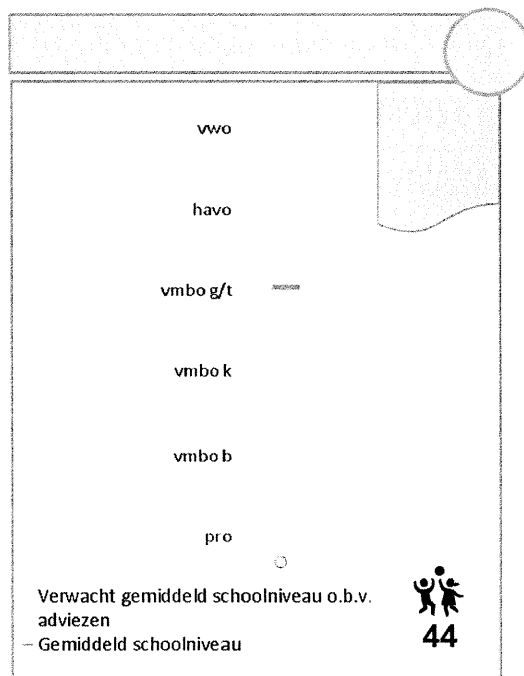 vwo
havo
vmbo g/t
vmbo k
vmbo b
pro
Verwacht gemiddeld schoolniveau o.b.v.
adviezen
– Gemiddeld schoolniveau
44